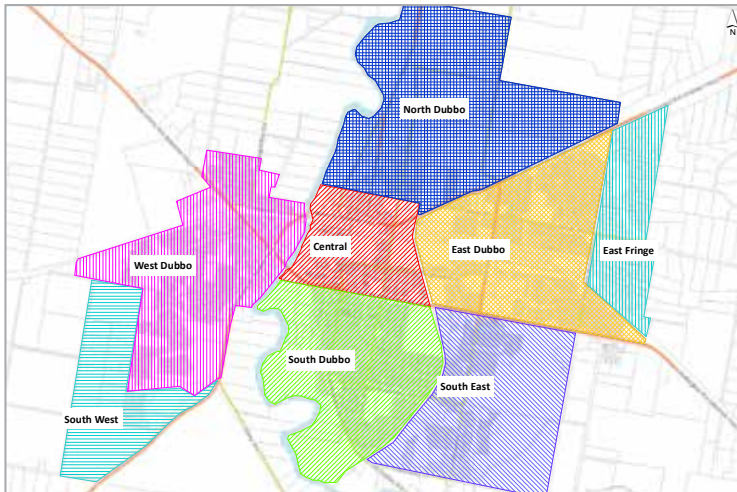 N
North Dubbo
Central
East Dubbo
East Fringe
West Dubbo
South Dubbo
South East
South West